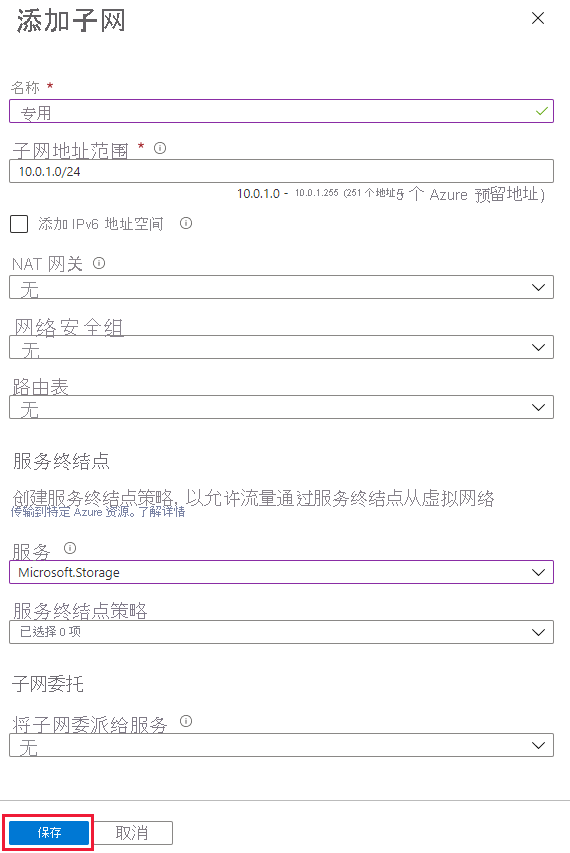 添加子网
名称 *
专用
子网地址范围 *
10.0.1.0/24
10.0.1.0 - 10.0.1.255 (251 个地址5 个 Azure 预留地址)
添加 IPv6 地址空间
NAT 网关
无
网络安全组
无
路由表
无
服务终结点
创建服务终结点策略, 以允许流量通过服务终结点从虚拟网络
传输到特定 Azure 资源。了解详情
服务
Microsoft.Storage
服务终结点策略
已选择 0 项
子网委托
将子网委派给服务
无
保存 取消